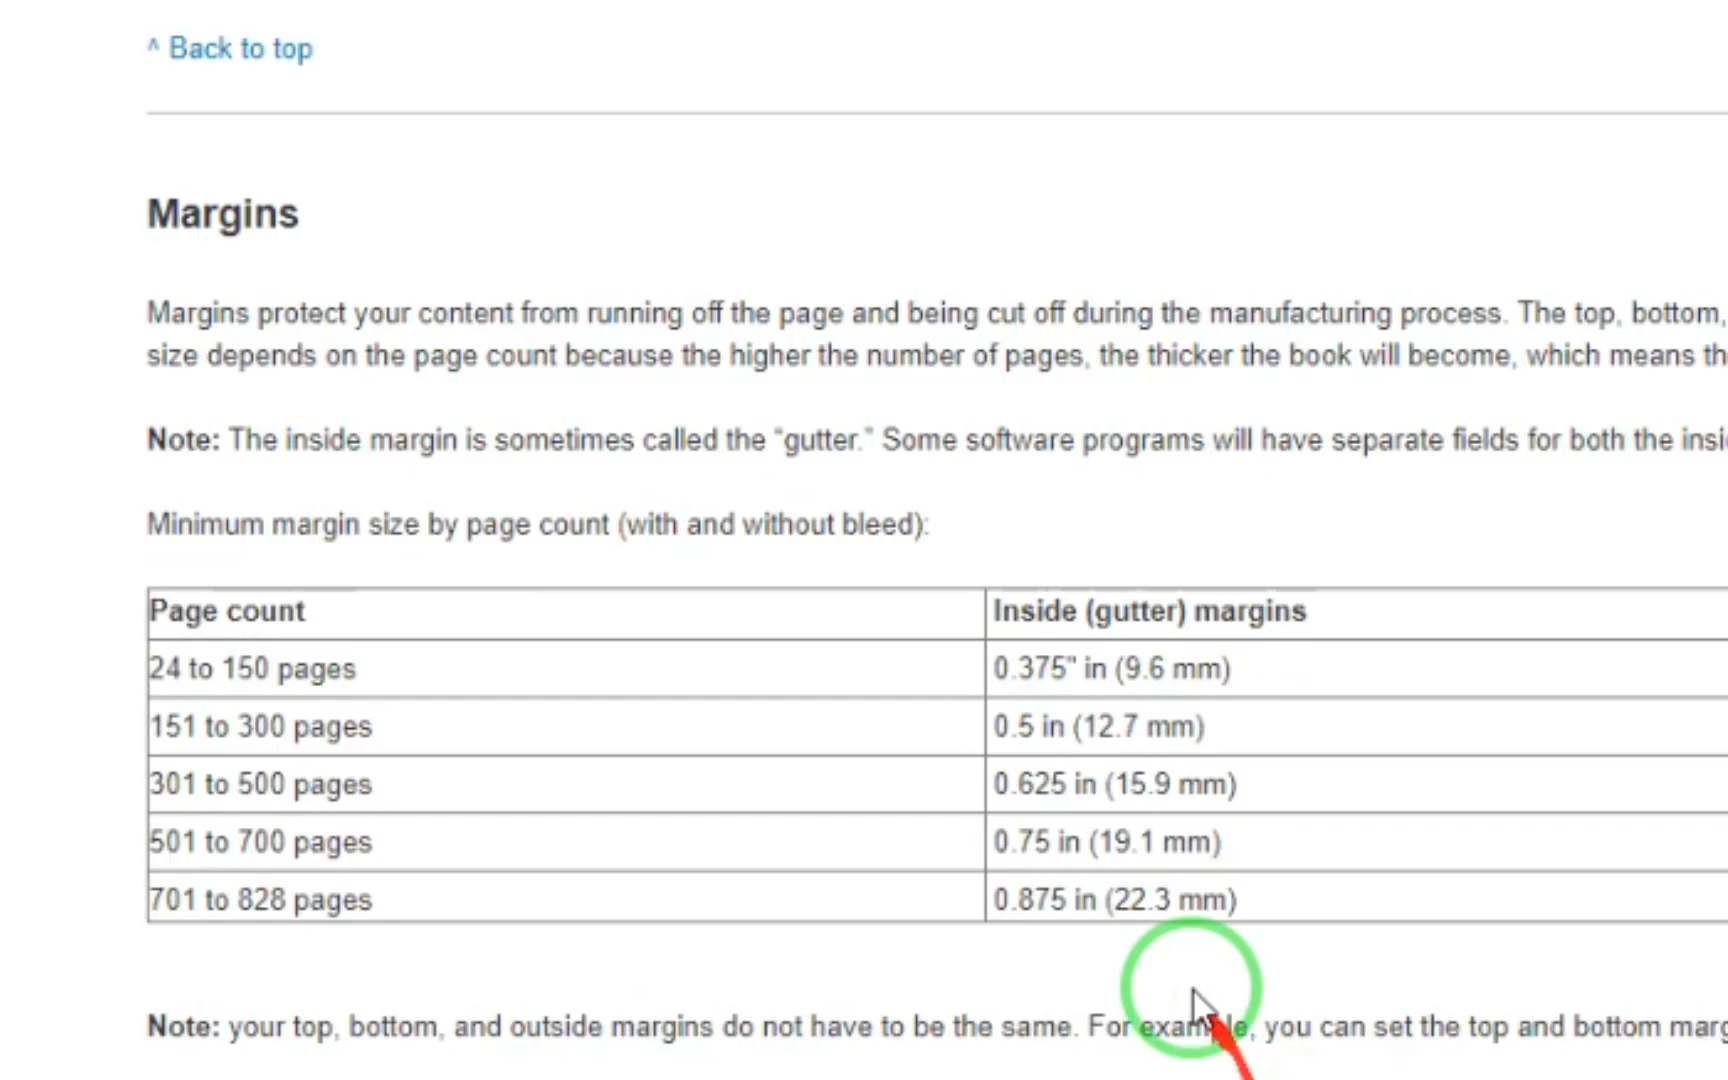 ^ Back to top
Margins
Margins protect your content from running off the page and being cut off during the manufacturing process. The top, bottom,
size depends on the page count because the higher the number of pages, the thicker the book will become, which means th
Note: The inside margin is sometimes called the "gutter." Some software programs will have separate fields for both the insi
Minimum margin size by page count (with and without bleed):
Page count Inside (gutter) margins
24 to 150 pages 0.375" in (9.6 mm)
151 to 300 pages 0.5 in (12.7 mm)
301 to 500 pages 0.625 in (15.9 mm)
501 to 700 pages 0.75 in (19.1 mm)
701 to 828 pages 0.875 in (22.3 mm)
Note: your top, bottom, and outside margins do not have to be the same. For example, you can set the top and bottom marg